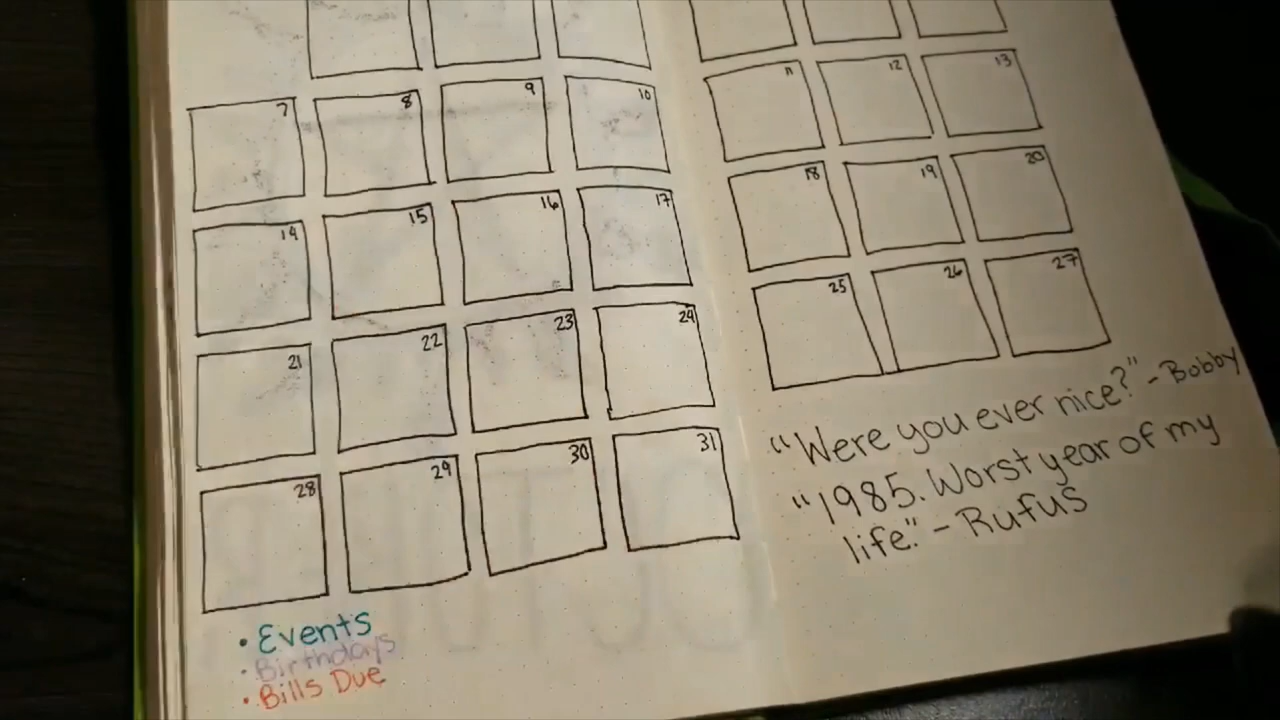 7 8 9 10 11 12 13
14 15 16 17 18 19 20
21 22 23 24 25 26 27
28 29 30 31
• Events
• Birthdays
• Bills Due
"Were you ever nice?" - Bobby
"1985. Worst year of my
life." - Rufus